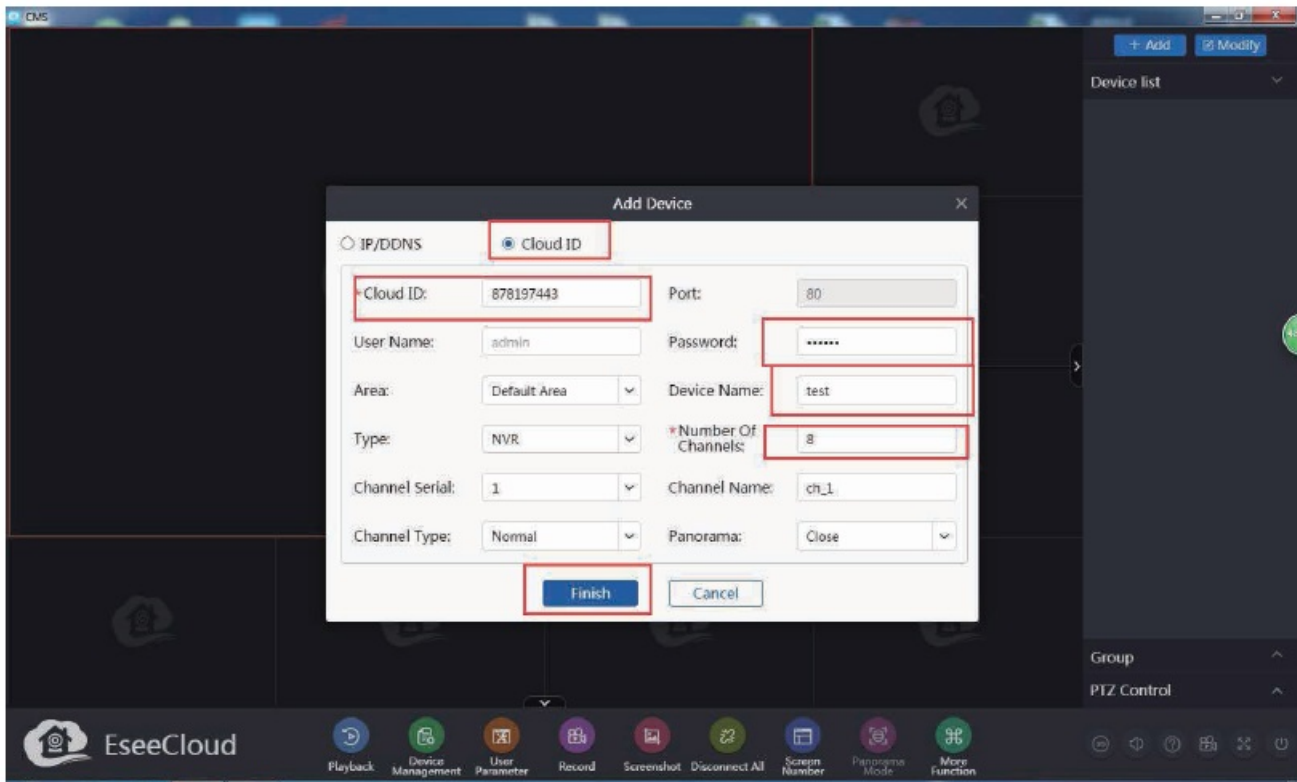 CMS
+ Add
Modify
Device list
Add Device
IP/DDNS
Cloud ID
*Cloud ID: 878197443 Port: 80
User Name: admin Password: ••••••
Area: Default Area Device Name: test
Type: NVR *Number Of Channels: 8
Channel Serial: 1 Channel Name: ch_1
Channel Type: Normal Panorama: Close
Finish Cancel
Group
PTZ Control
EseeCloud
Playback
Device Management
User Parameter
Record
Screenshot
Disconnect All
Screen Number
Panorama Mode
More Function